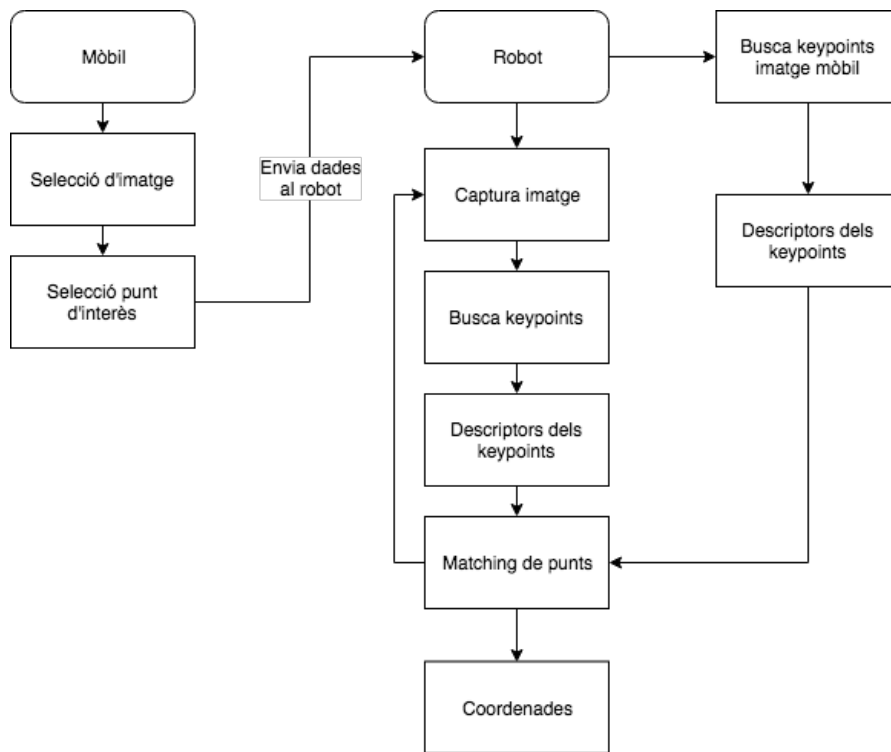 Mòbil
Selecció d'imatge
Selecció punt
d'interès
Envia dades
al robot
Robot
Captura imatge
Busca keypoints
Descriptors dels
keypoints
Matching de punts
Coordenades
Busca keypoints
imatge mòbil
Descriptors dels
keypoints